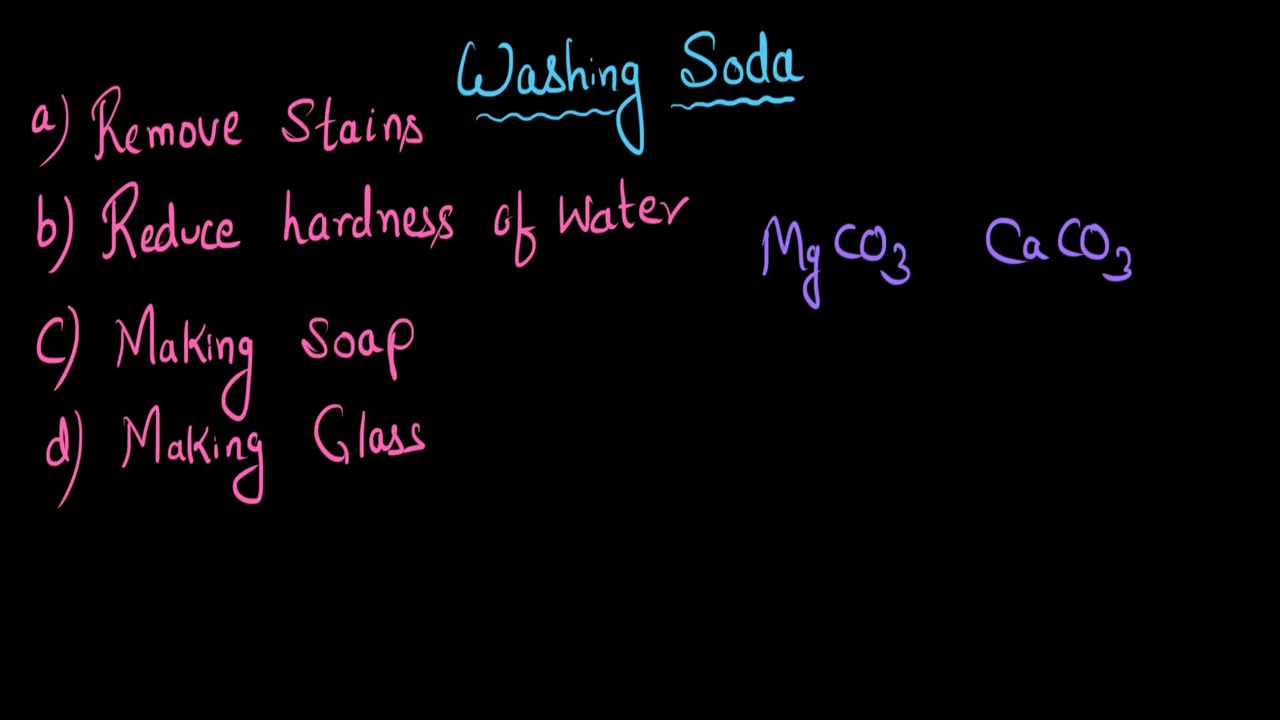 Washing Soda
a) Remove Stains
b) Reduce hardness of water
MgCO3 CaCO3
c) Making Soap
d) Making Glass